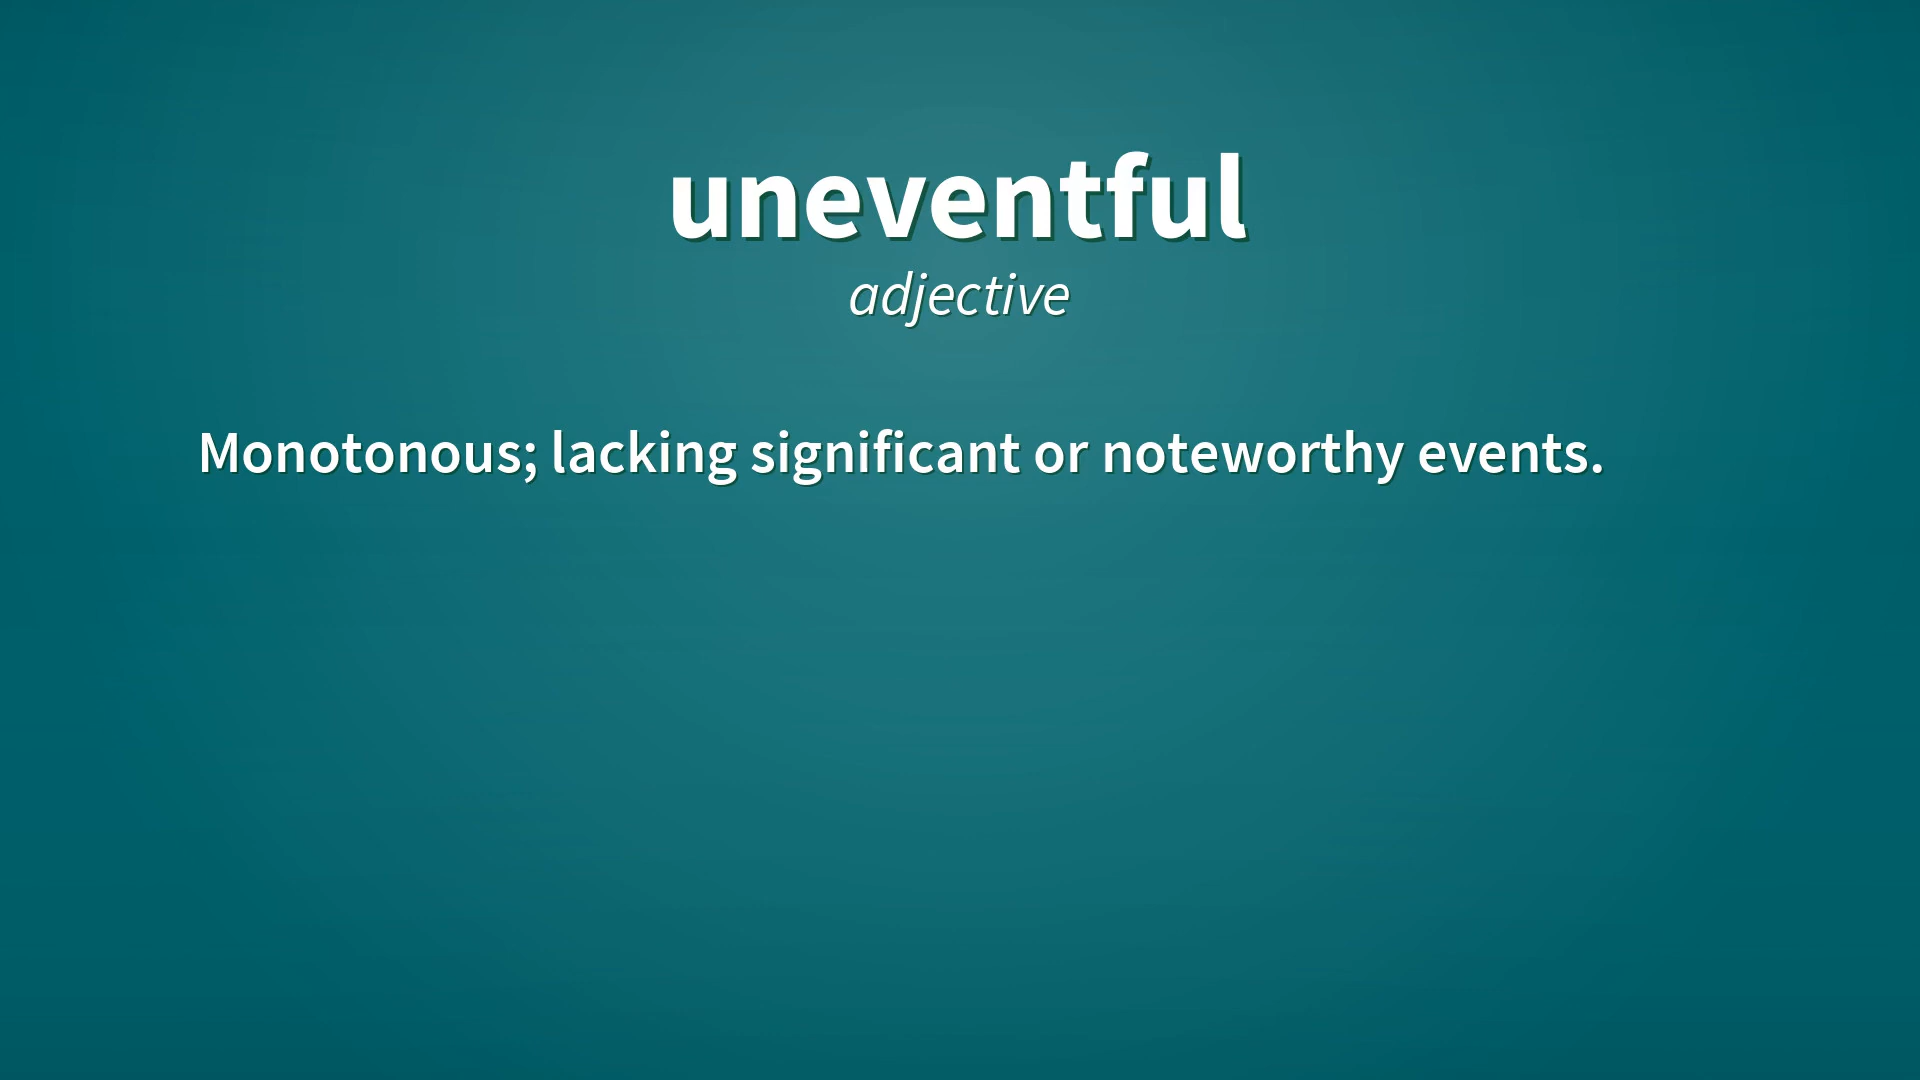 uneventful
adjective
Monotonous; lacking significant or noteworthy events.